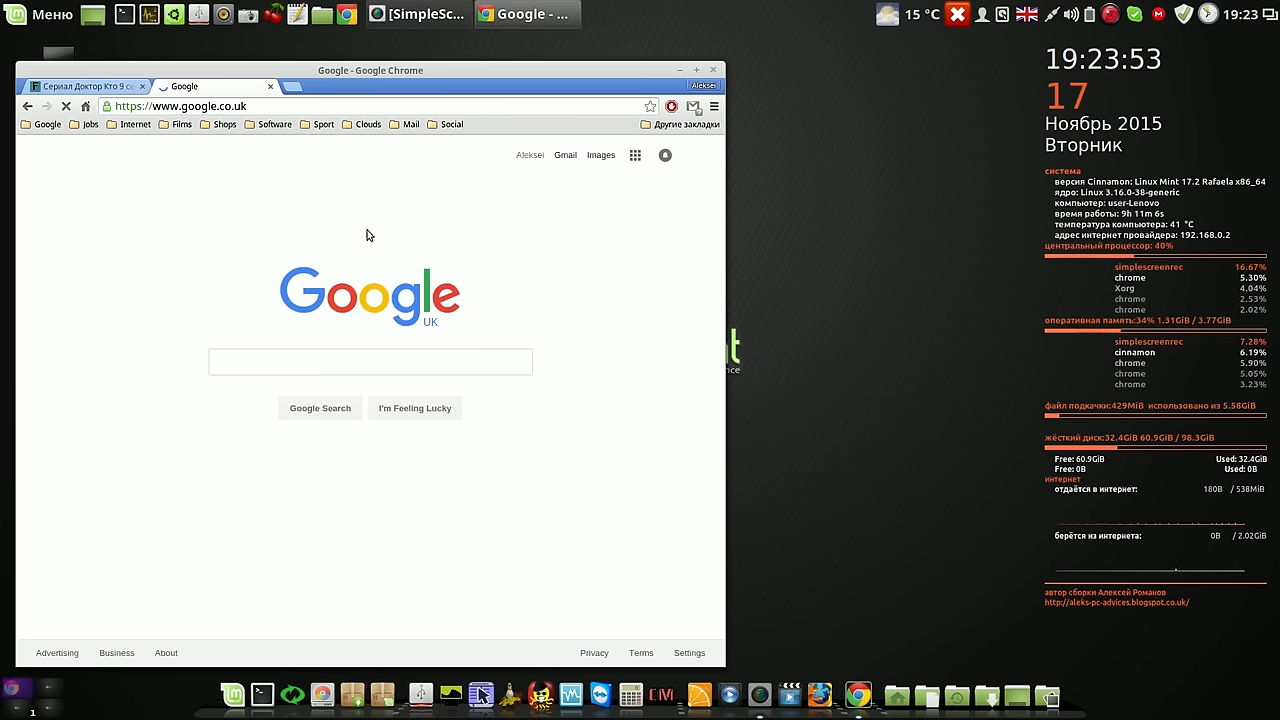 Меню
[SimpleSc...
Google - ...
15 °C
19:23
Google - Google Chrome
Сериал Доктор Кто 9 се
Google
Aleksei
https://www.google.co.uk
Google
Jobs
Internet
Films
Shops
Software
Sport
Clouds
Mail
Social
Другие закладки
Aleksei
Gmail
Images
Google
UK
Google Search
I'm Feeling Lucky
Advertising
Business
About
Privacy
Terms
Settings
t
nce
19:23:53
17
Ноябрь 2015
Вторник
система
версия Cinnamon: Linux Mint 17.2 Rafaela x86_64
ядро: Linux 3.16.0-38-generic
компьютер: user-Lenovo
время работы: 9h 11m 6s
температура компьютера: 41 °C
адрес интернет провайдера: 192.168.0.2
центральный процессор: 40%
simplescreenrec 16.67%
chrome 5.30%
Xorg 4.04%
chrome 2.53%
chrome 2.02%
оперативная память:34% 1.31GiB / 3.77GiB
simplescreenrec 7.28%
cinnamon 6.19%
chrome 5.90%
chrome 5.05%
chrome 3.23%
файл подкачки:429MiB использовано из 5.58GiB
жёсткий диск:32.4GiB 60.9GiB / 98.3GiB
Free: 60.9GiB Used: 32.4GiB
Free: 0B Used: 0B
интернет
отдаётся в интернет: 180B / 538MiB
берётся из интернета: 0B / 2.02GiB
автор сборки Алексей Романов
http://aleks-pc-advices.blogspot.co.uk/
1